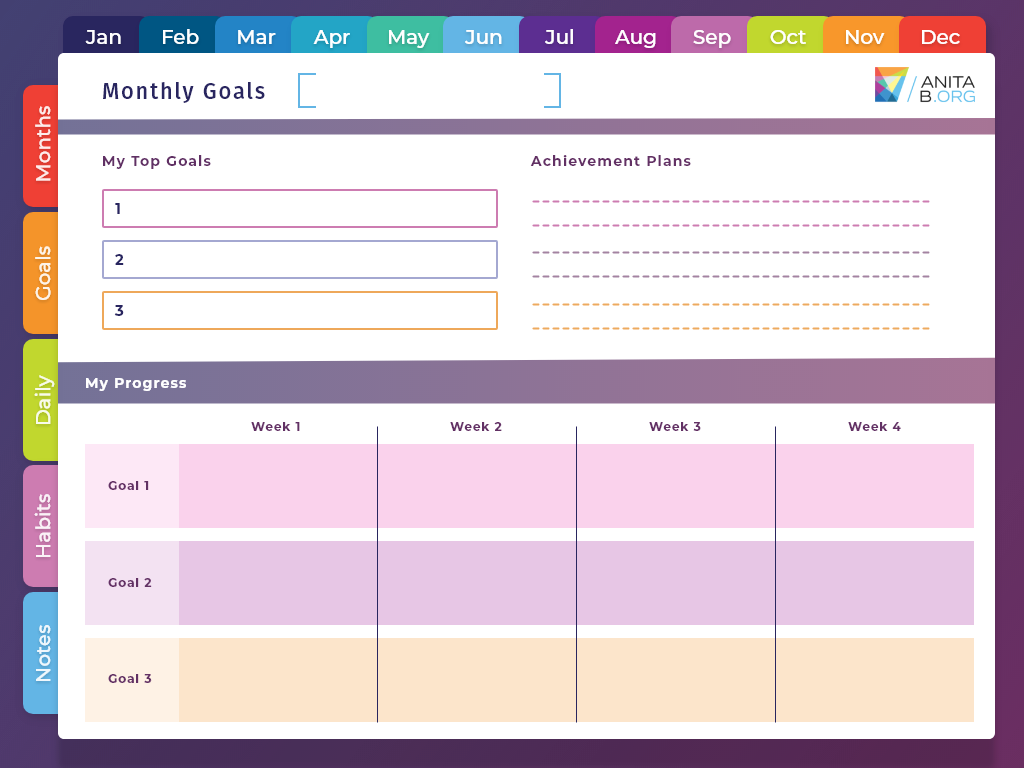 Jan Feb Mar Apr May Jun Jul Aug Sep Oct Nov Dec
Monthly Goals
ANITA
B.ORG
Months
Goals
Daily
Habits
Notes
My Top Goals
1
2
3
Achievement Plans
My Progress
Week 1 Week 2 Week 3 Week 4
Goal 1
Goal 2
Goal 3